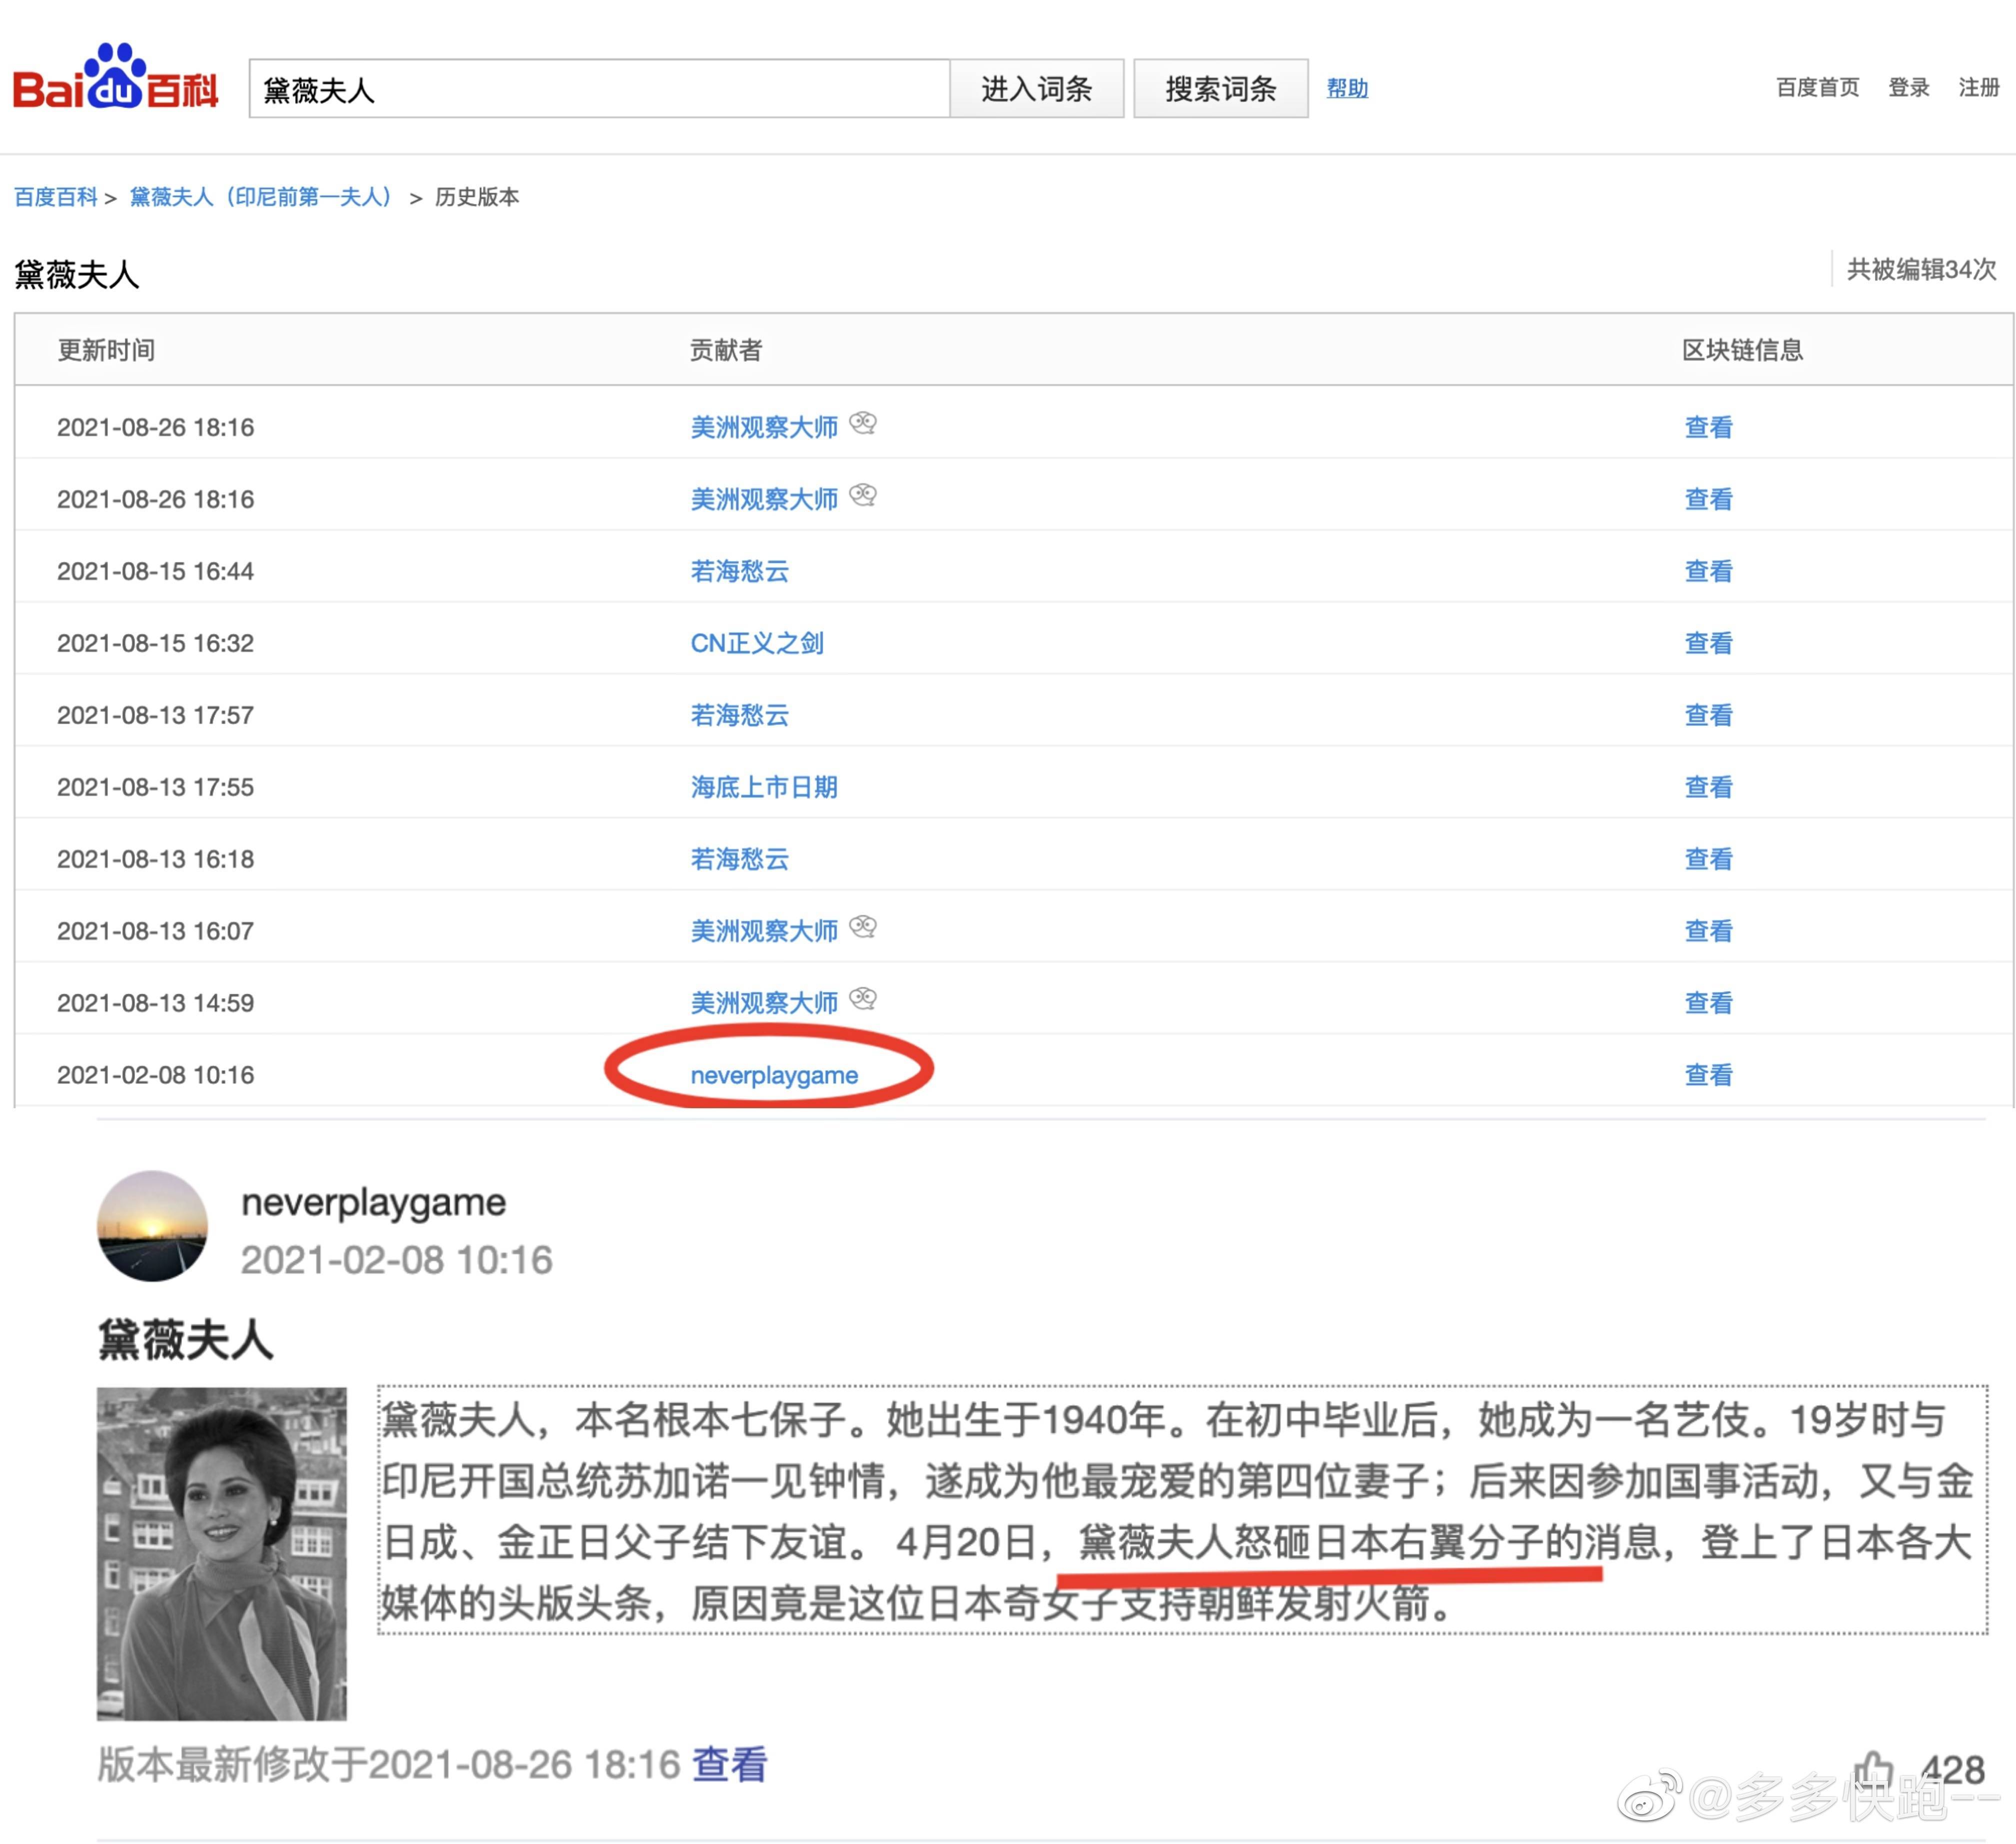 Baidu百科
黛薇夫人
进入词条
搜索词条
帮助
百度首页 登录 注册
百度百科 > 黛薇夫人（印尼前第一夫人） > 历史版本
黛薇夫人
共被编辑34次
更新时间 贡献者 区块链信息
2021-08-26 18:16 美洲观察大师 查看
2021-08-26 18:16 美洲观察大师 查看
2021-08-15 16:44 若海愁云 查看
2021-08-15 16:32 CN正义之剑 查看
2021-08-13 17:57 若海愁云 查看
2021-08-13 17:55 海底上市日期 查看
2021-08-13 16:18 若海愁云 查看
2021-08-13 16:07 美洲观察大师 查看
2021-08-13 14:59 美洲观察大师 查看
2021-02-08 10:16 neverplaygame 查看
neverplaygame
2021-02-08 10:16
黛薇夫人
黛薇夫人，本名根本七保子。她出生于1940年。在初中毕业后，她成为一名艺伎。19岁时与
印尼开国总统苏加诺一见钟情，遂成为他最宠爱的第四位妻子；后来因参加国事活动，又与金
日成、金正日父子结下友谊。 4月20日，黛薇夫人怒砸日本右翼分子的消息，登上了日本各大
媒体的头版头条，原因竟是这位日本奇女子支持朝鲜发射火箭。
版本最新修改于2021-08-26 18:16 查看
428
@多多快跑--